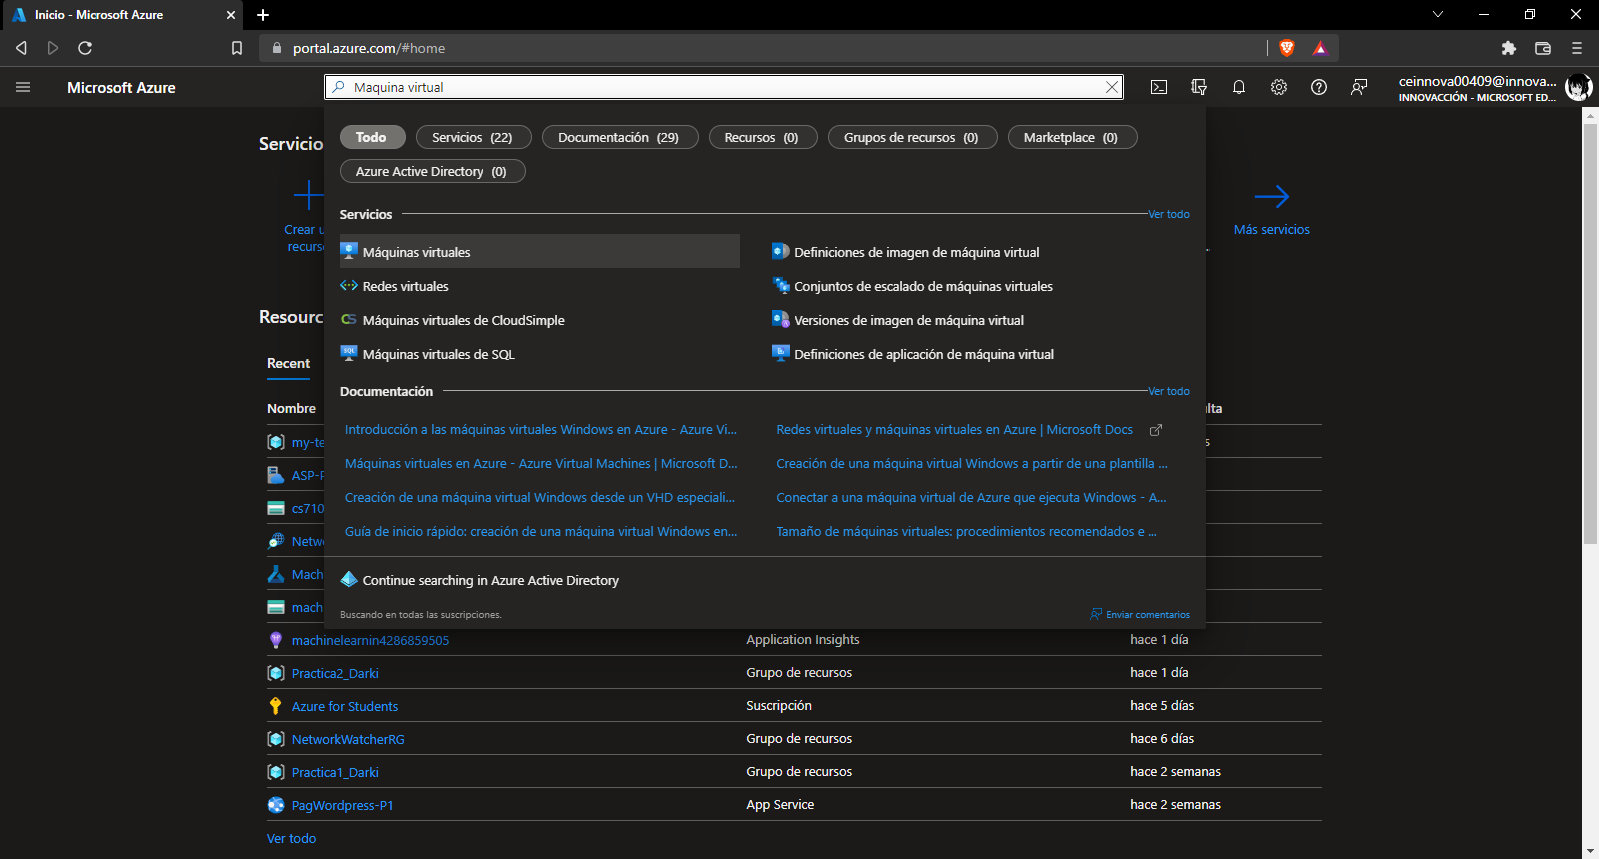 Inicio - Microsoft Azure
portal.azure.com/#home
Microsoft Azure
Maquina virtual
ceinnova00409@innova...
INNOVACCIÓN - MICROSOFT ED...
Todo
Servicios (22)
Documentación (29)
Recursos (0)
Grupos de recursos (0)
Marketplace (0)
Azure Active Directory (0)
Servicio
Crear u
recurs
Más servicios
Servicios
Ver todo
Máquinas virtuales
Definiciones de imagen de máquina virtual
Redes virtuales
Conjuntos de escalado de máquinas virtuales
CS Máquinas virtuales de CloudSimple
Versiones de imagen de máquina virtual
SQL Máquinas virtuales de SQL
Definiciones de aplicación de máquina virtual
Resourc
Recent
Documentación
Ver todo
Nombre
lta
Introducción a las máquinas virtuales Windows en Azure - Azure Vi...
Redes virtuales y máquinas virtuales en Azure | Microsoft Docs
my-te
s
Máquinas virtuales en Azure - Azure Virtual Machines | Microsoft D...
Creación de una máquina virtual Windows a partir de una plantilla ...
ASP-F
Creación de una máquina virtual Windows desde un VHD especiali...
Conectar a una máquina virtual de Azure que ejecuta Windows - A...
cs710
Guía de inicio rápido: creación de una máquina virtual Windows en...
Tamaño de máquinas virtuales: procedimientos recomendados e ...
Netw
Mach
Continue searching in Azure Active Directory
mach
Buscando en todas las suscripciones.
Enviar comentarios
machinelearnin4286859505
Application Insights
hace 1 día
Practica2_Darki
Grupo de recursos
hace 1 día
Azure for Students
Suscripción
hace 5 días
NetworkWatcherRG
Grupo de recursos
hace 6 días
Practica1_Darki
Grupo de recursos
hace 2 semanas
PagWordpress-P1
App Service
hace 2 semanas
Ver todo